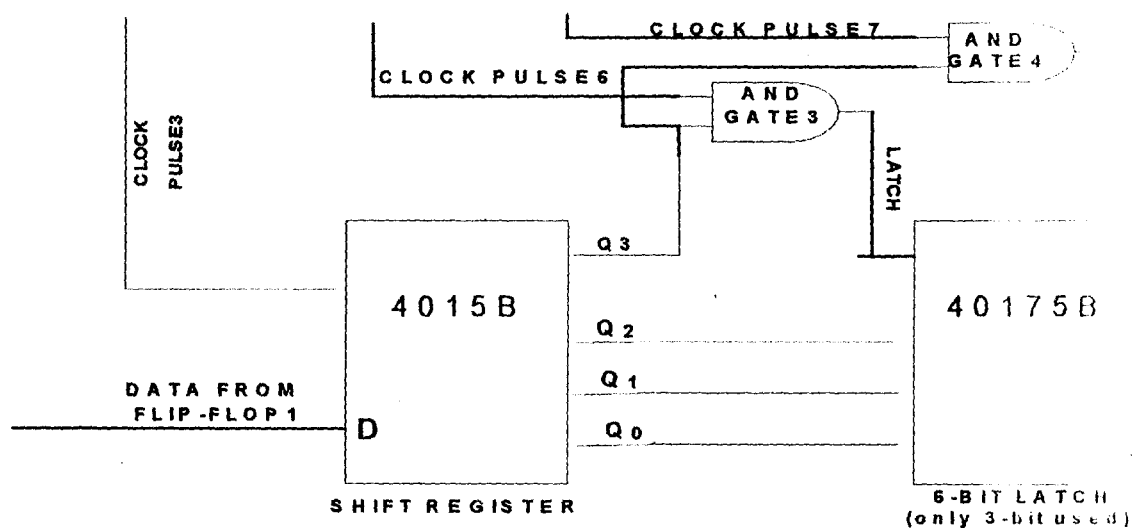 CLOCK PULSE7
AND
GATE4
CLOCK PULSE6
AND
GATE3
CLOCK
PULSE3
LATCH
Q3
4015B
40175B
Q2
Q1
DATA FROM
FLIP-FLOP1
D
Q0
SHIFT REGISTER
6-BIT LATCH
(only 3-bit used)